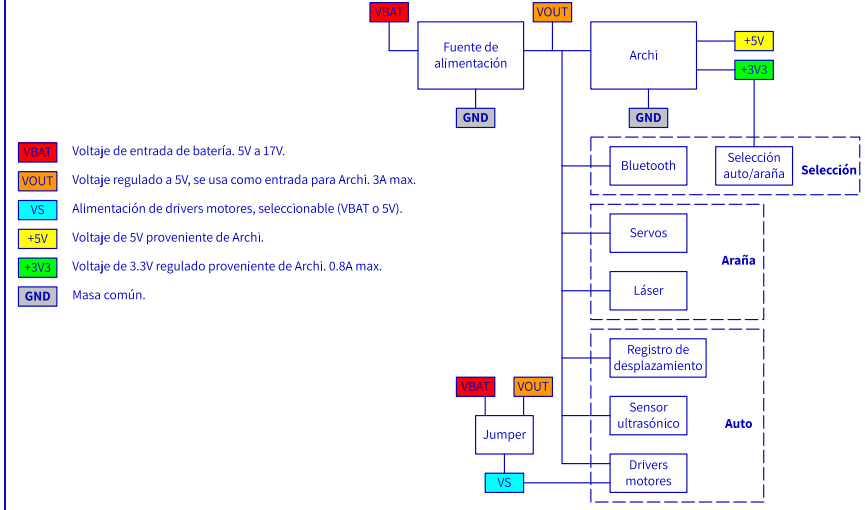 VBAT
VOUT
Fuente de
alimentación
Archi
+5V
+3V3
GND
GND
VBAT Voltaje de entrada de batería. 5V a 17V.
VOUT Voltaje regulado a 5V, se usa como entrada para Archi. 3A max.
VS Alimentación de drivers motores, seleccionable (VBAT o 5V).
+5V Voltaje de 5V proveniente de Archi.
+3V3 Voltaje de 3.3V regulado proveniente de Archi. 0.8A max.
GND Masa común.
Bluetooth
Selección
auto/araña
Selección
Servos
Araña
Láser
Registro de
desplazamiento
VBAT
VOUT
Jumper
VS
Sensor
ultrasónico
Auto
Drivers
motores